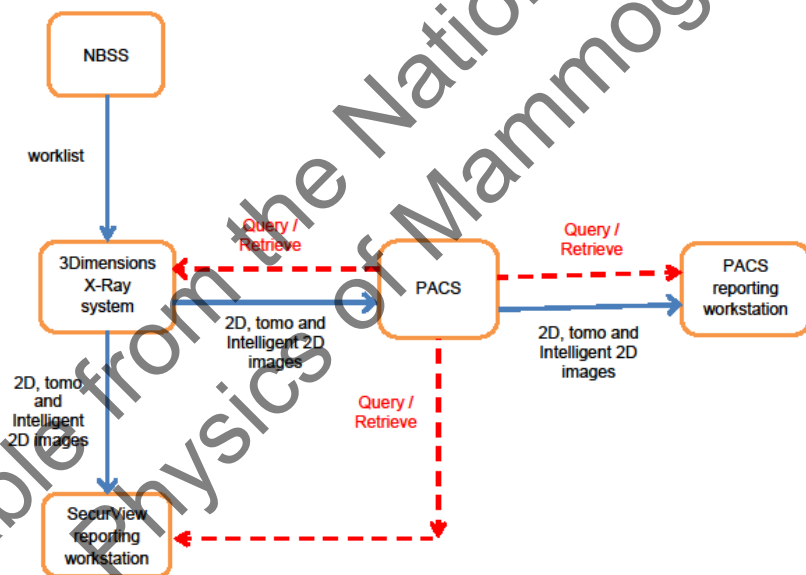 NBSS
worklist
Query /
Retrieve
Query /
Retrieve
3Dimensions
X-Ray
system
PACS
PACS
reporting
workstation
2D, tomo and
Intelligent 2D
images
2D, tomo and
Intelligent 2D
images
2D, tomo
and
Intelligent
2D images
Query /
Retrieve
SecurView
reporting
workstation
from the Nation
Physics of Mammog